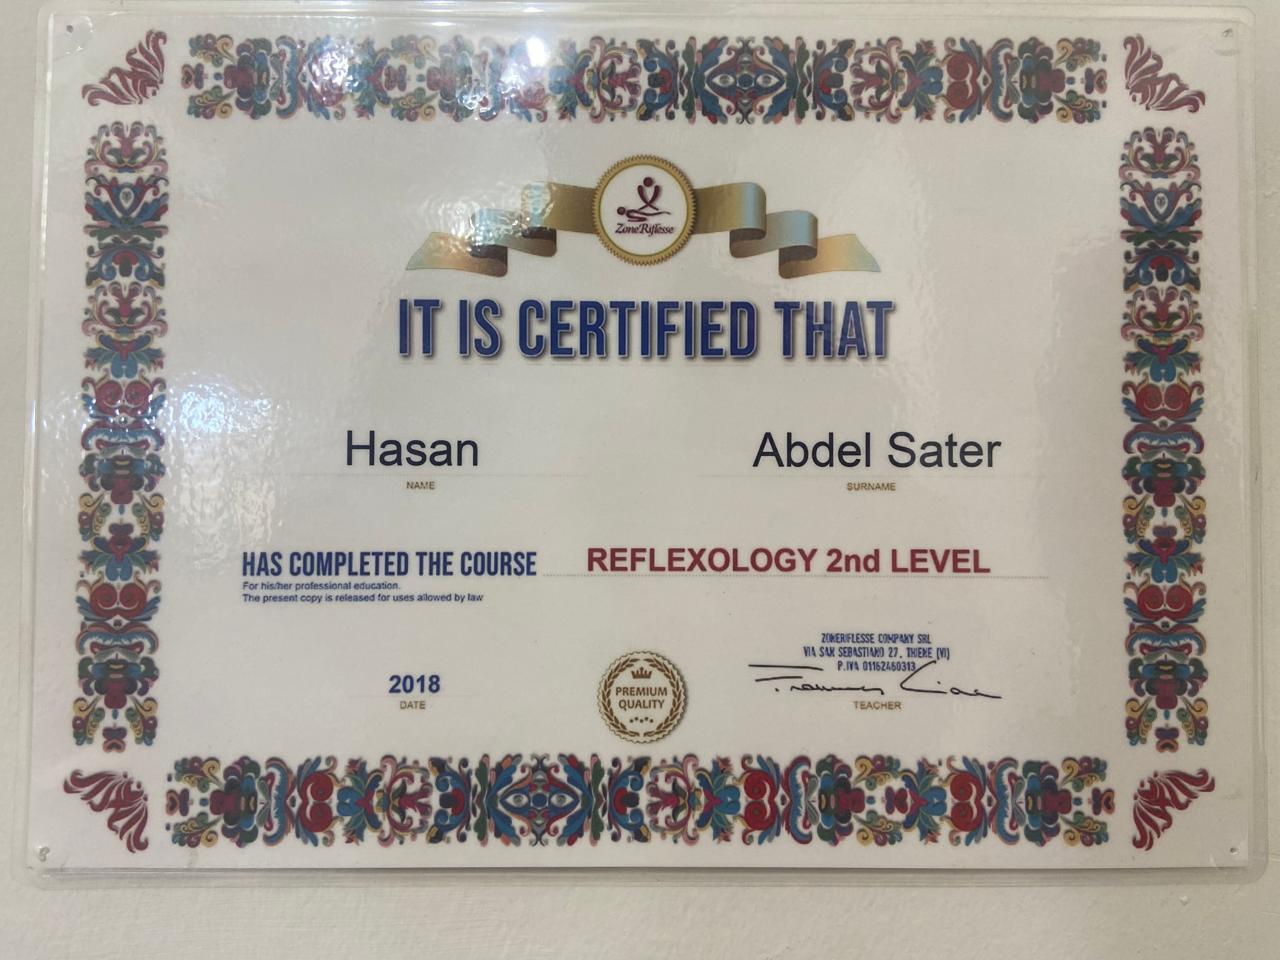 ZoneRiflesse
IT IS CERTIFIED THAT
Hasan
Abdel Sater
NAME
SURNAME
HAS COMPLETED THE COURSE
REFLEXOLOGY 2nd LEVEL
For his/her professional education.
The present copy is released for uses allowed by law
ZONERIFLESSE COMPANY SRL
VIA SAN SEBASTIANO 27, THIENE (VI)
P.IVA 01162460313
2018
DATE
PREMIUM
QUALITY
TEACHER